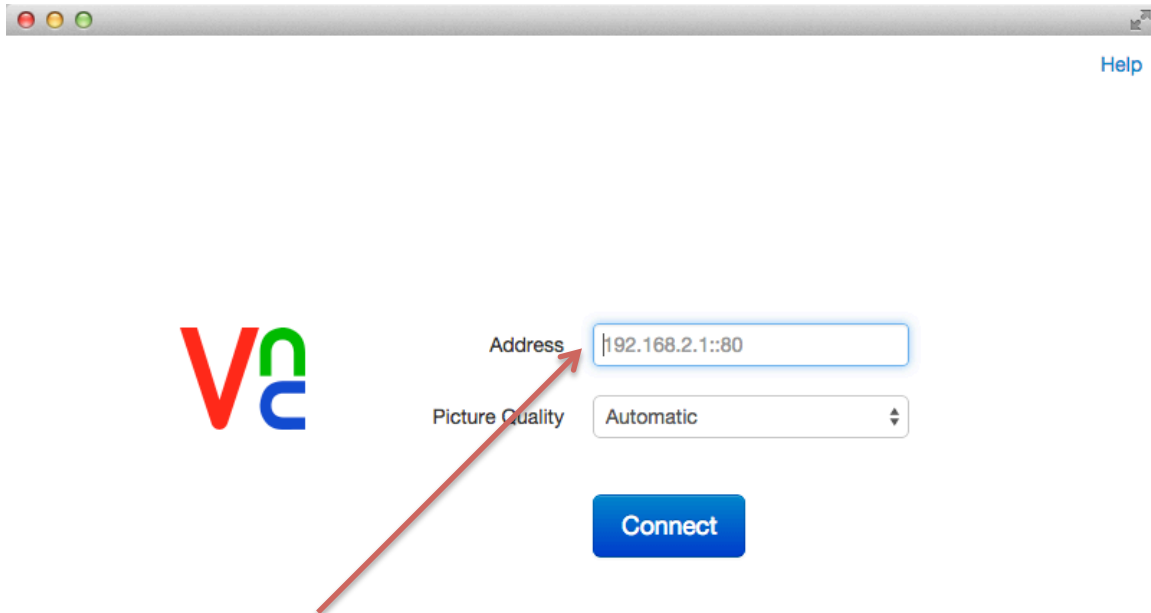 Help
Vnc
Address 192.168.2.1::80
Picture Quality Automatic
Connect